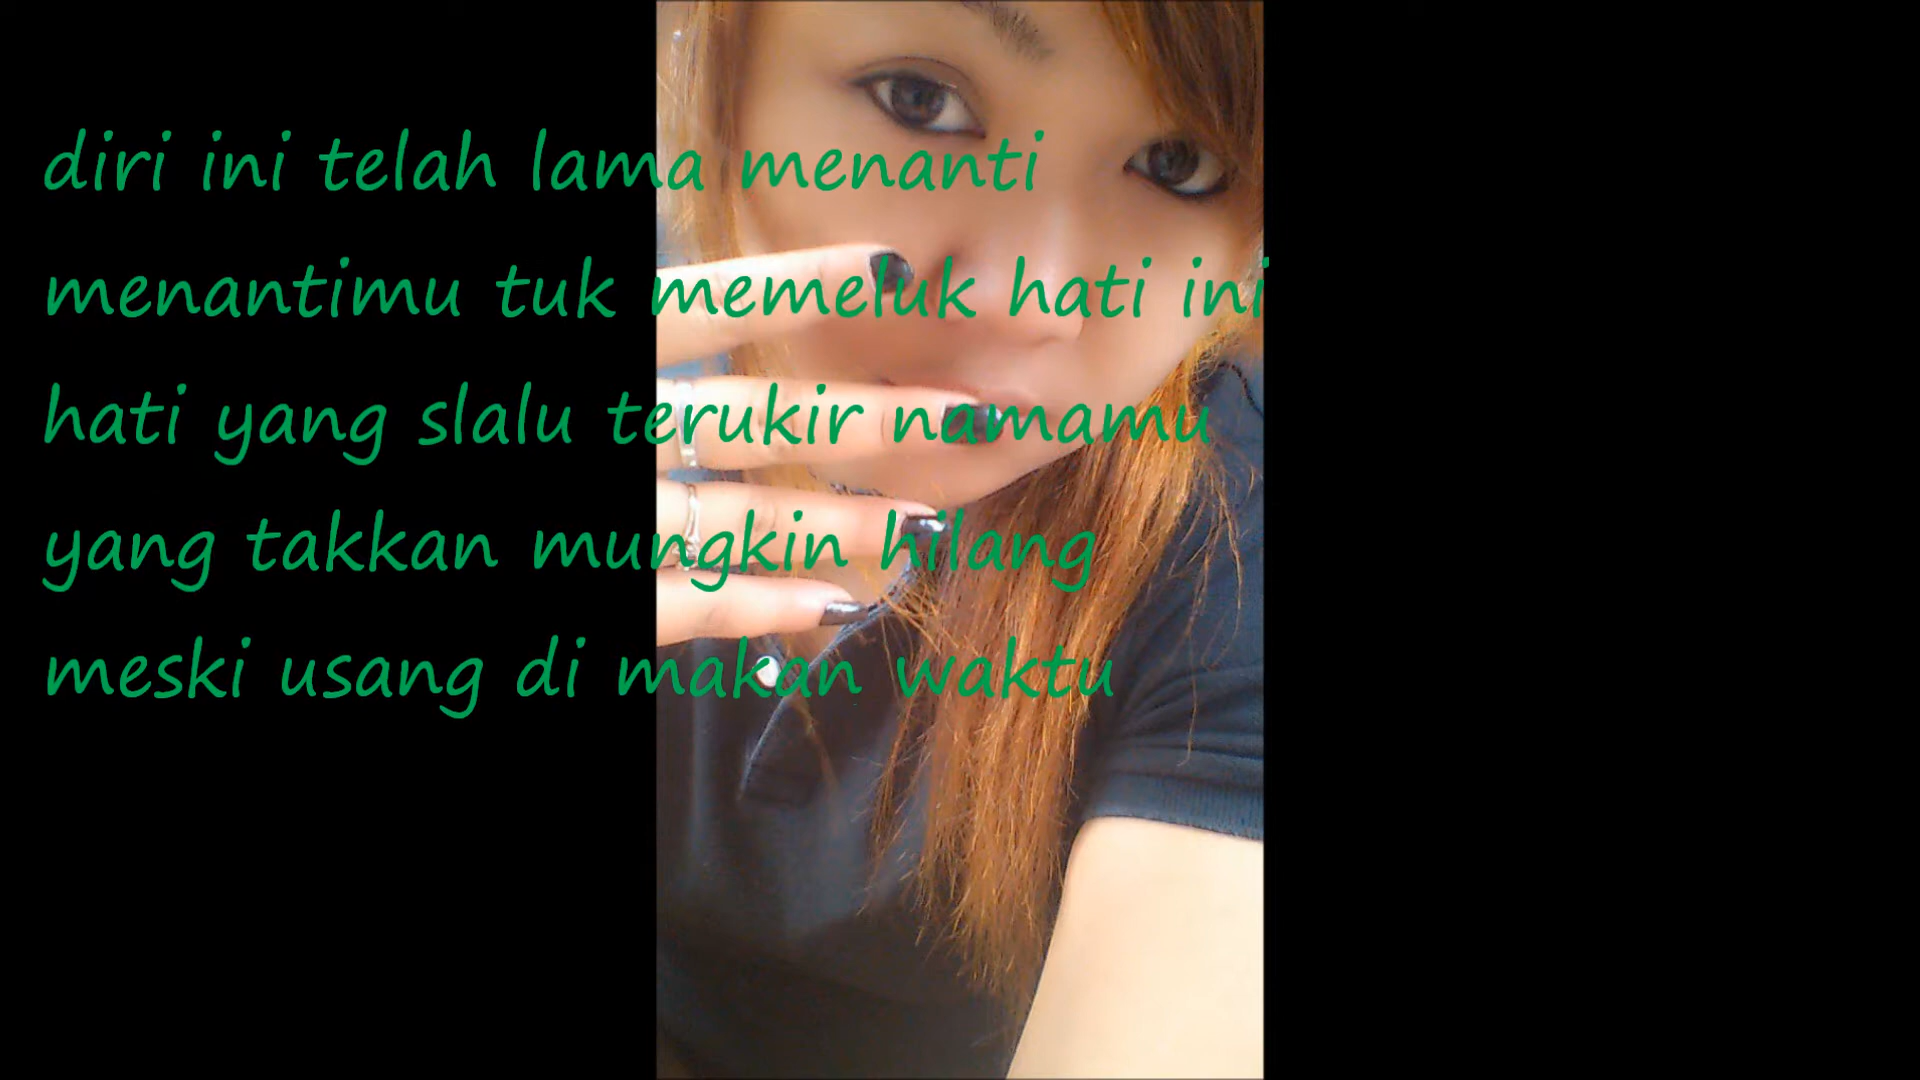 diri ini telah lama menanti
menantimu tuk memeluk hati ini
hati yang slalu terukir namamu
yang takkan mungkin hilang
meski usang di makan waktu